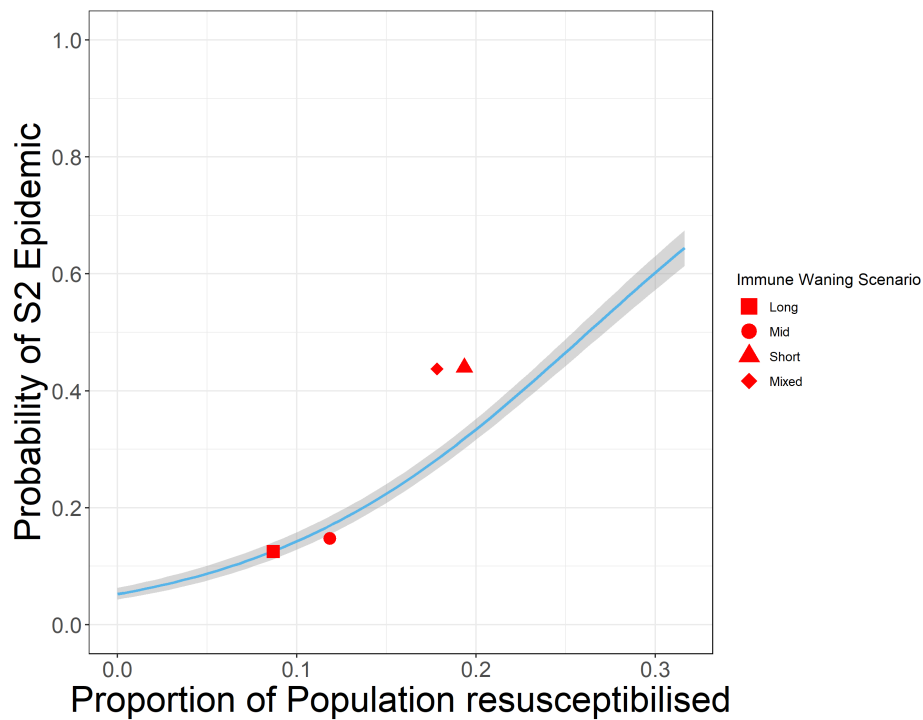 Probability of S2 Epidemic
1.0
0.8
0.6
0.4
0.2
0.0
0.0 0.1 0.2 0.3
Proportion of Population resusceptibilised
Immune Waning Scenario
Long
Mid
Short
Mixed